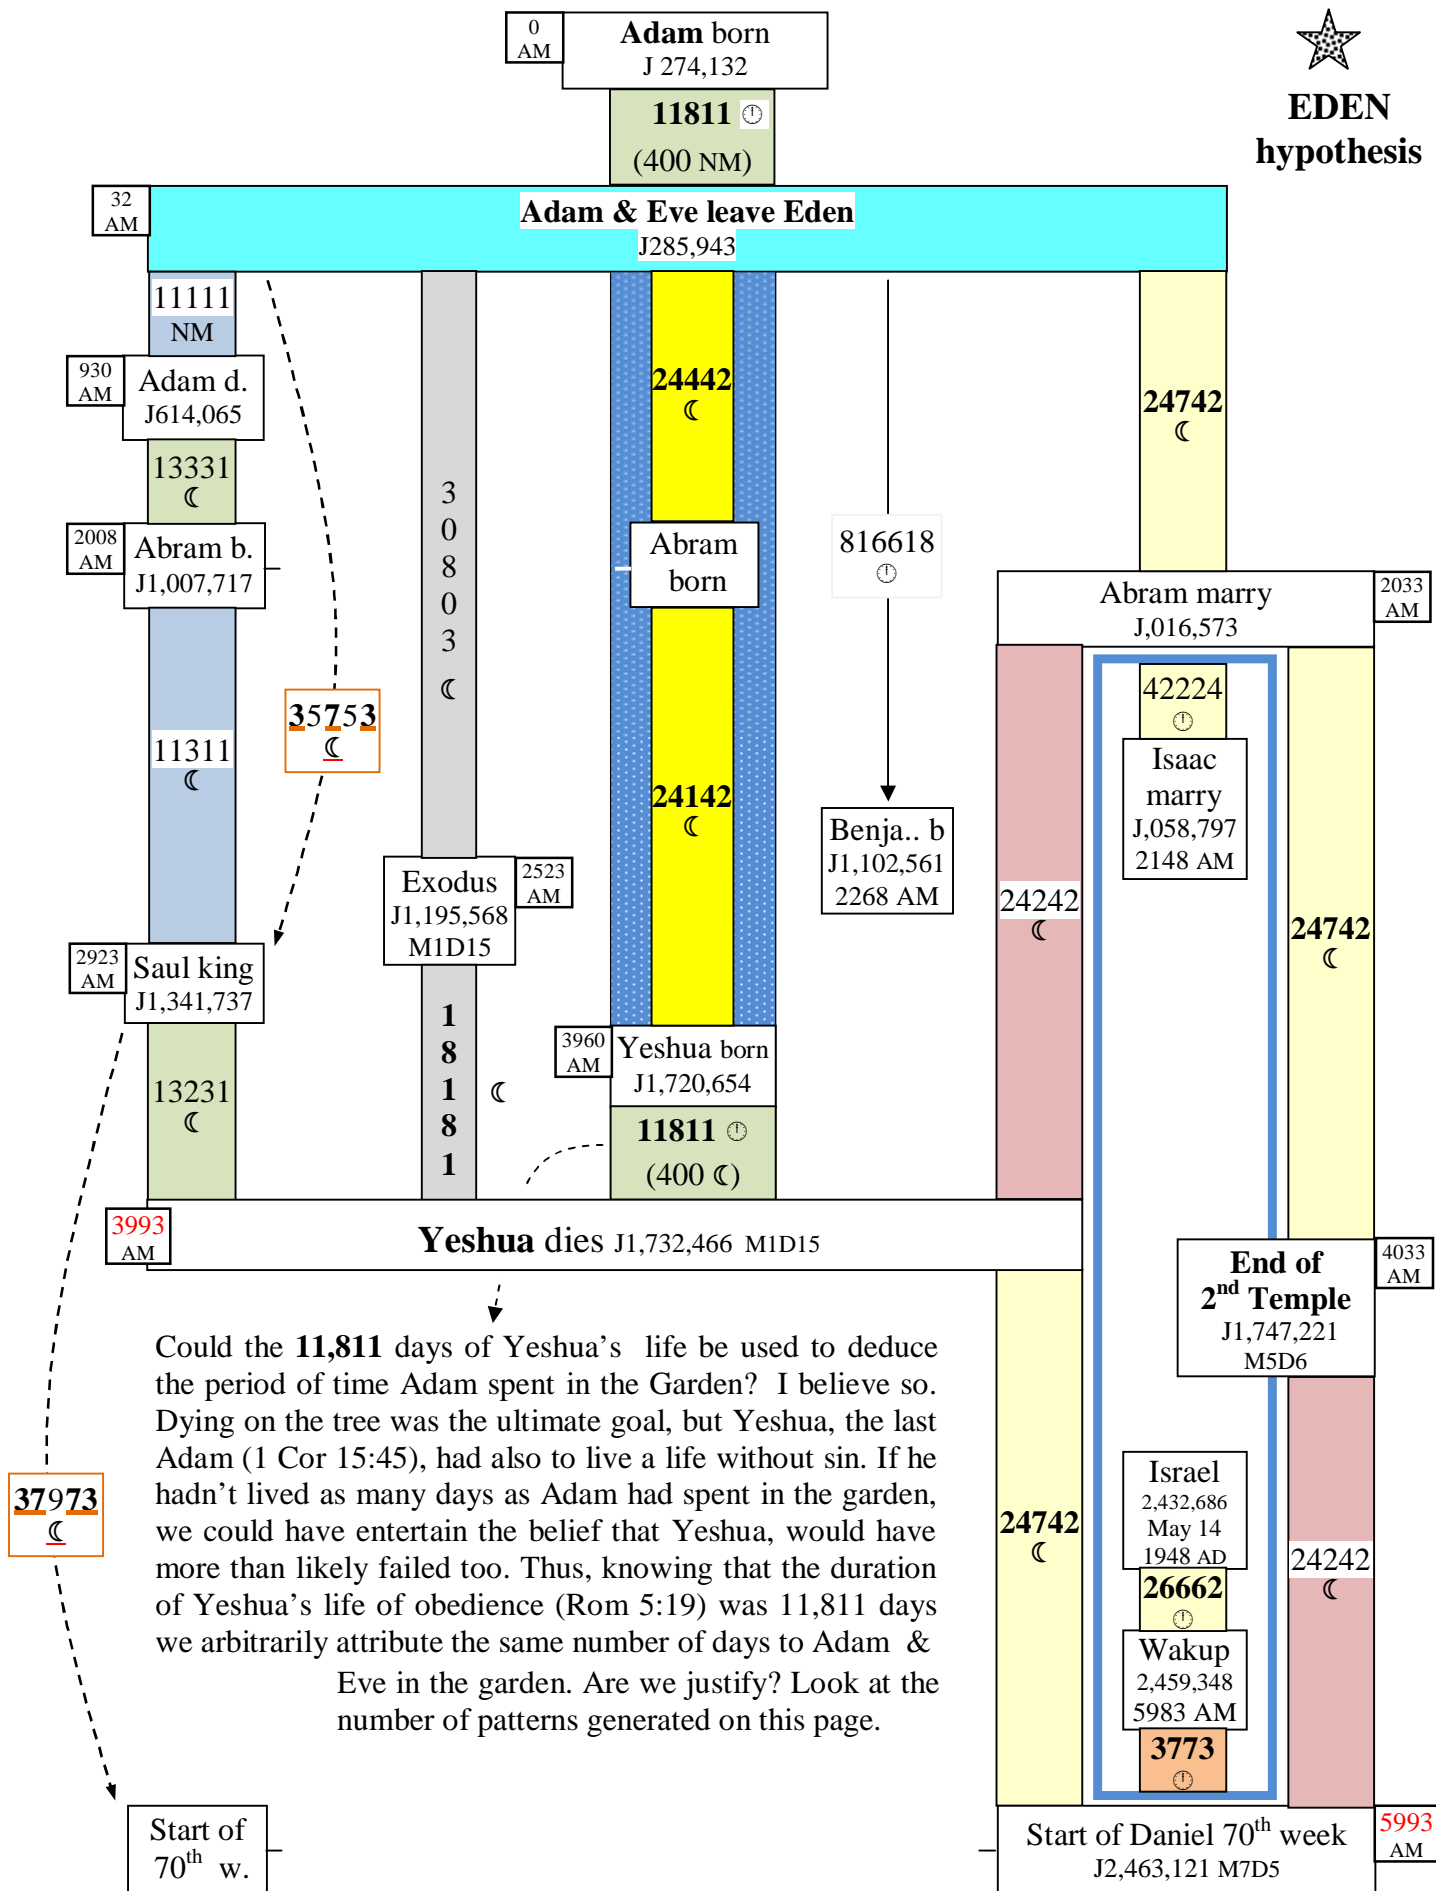 0
AM
Adam born
J 274,132
EDEN
hypothesis
11811 🕛
(400 NM)
32
AM
Adam & Eve leave Eden
J285,943
11111
NM
930
AM
Adam d.
J614,065
13331
☾
2008
AM
Abram b.
J1,007,717
11311
☾
35753
☾
2923
AM
Saul king
J1,341,737
13231
☾
37973
☾
3
0
8
0
3
☾
Exodus
J1,195,568
M1D15
2523
AM
1
8
1
8
1
☾
24442
☾
Abram
born
24142
☾
3960
AM
Yeshua born
J1,720,654
11811 🕛
(400 ☾)
816618
🕛
Benja.. b
J1,102,561
2268 AM
24742
☾
Abram marry
J,016,573
2033
AM
42224
🕛
Isaac
marry
J,058,797
2148 AM
24242
☾
24742
☾
3993
AM
Yeshua dies J1,732,466 M1D15
End of
2nd Temple
J1,747,221
M5D6
4033
AM
Could the 11,811 days of Yeshua's life be used to deduce
the period of time Adam spent in the Garden? I believe so.
Dying on the tree was the ultimate goal, but Yeshua, the last
Adam (1 Cor 15:45), had also to live a life without sin. If he
hadn't lived as many days as Adam had spent in the garden,
we could have entertain the belief that Yeshua, would have
more than likely failed too. Thus, knowing that the duration
of Yeshua's life of obedience (Rom 5:19) was 11,811 days
we arbitrarily attribute the same number of days to Adam &
Eve in the garden. Are we justify? Look at the
number of patterns generated on this page.
24742
☾
Israel
2,432,686
May 14
1948 AD
26662
🕛
Wakup
2,459,348
5983 AM
3773
🕛
24242
☾
Start of
70th w.
Start of Daniel 70th week
J2,463,121 M7D5
5993
AM